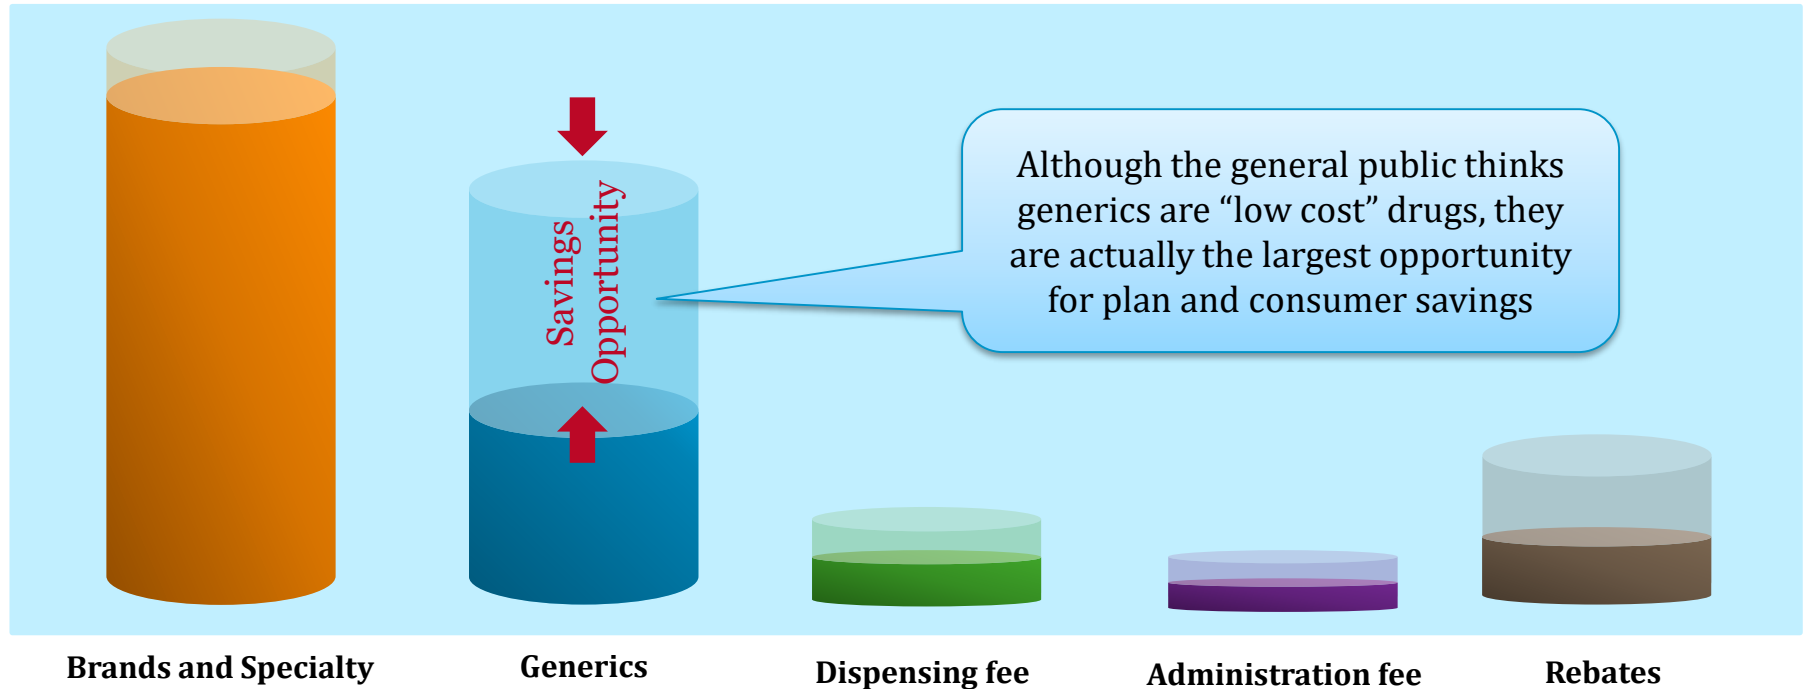 Savings
Opportunity
Although the general public thinks
generics are “low cost” drugs, they
are actually the largest opportunity
for plan and consumer savings
Brands and Specialty
Generics
Dispensing fee
Administration fee
Rebates